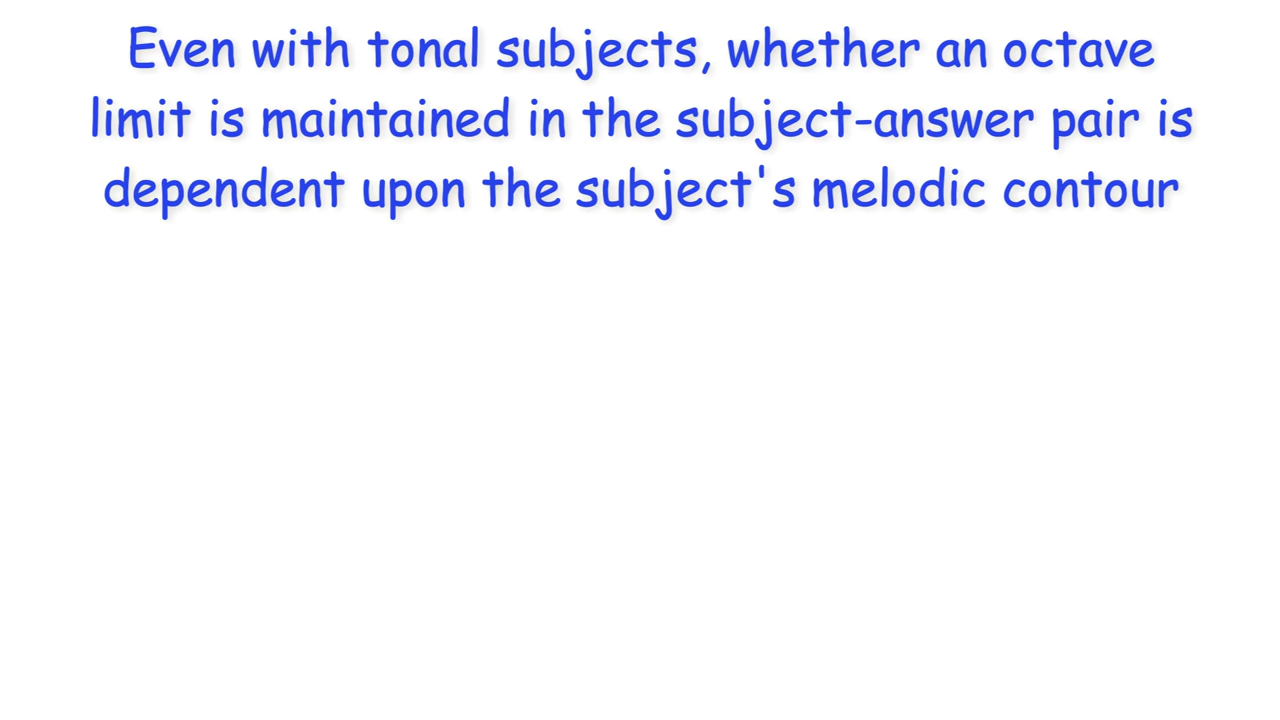 Even with tonal subjects, whether an octave
limit is maintained in the subject-answer pair is
dependent upon the subject's melodic contour